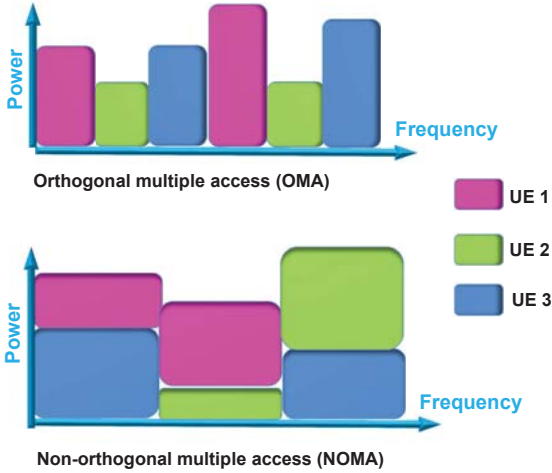 Power
Frequency
Orthogonal multiple access (OMA)
UE 1
UE 2
UE 3
Power
Frequency
Non-orthogonal multiple access (NOMA)